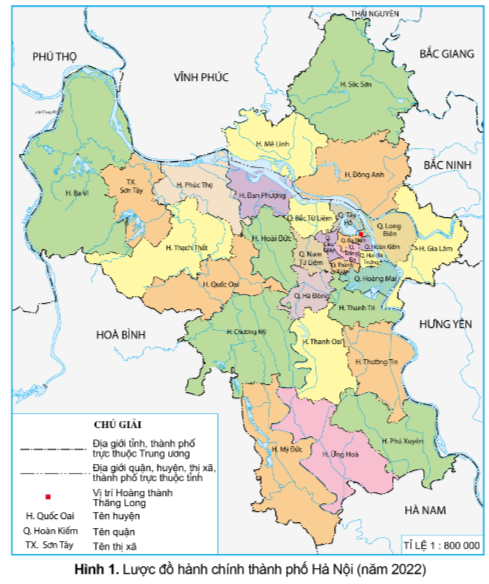 THÁI NGUYÊN
PHÚ THỌ
VĨNH PHÚC
BẮC GIANG
H. Sóc Sơn
H. Mê Linh
BẮC NINH
H. Đông Anh
H. Ba Vì
TX.
Sơn Tây
H. Phúc Thọ
H. Đan Phượng
Q. Tây
Hồ
Q. Bắc Từ Liêm
Q. Long
Biên
H. Hoài Đức
H. Thạch Thất
Q. Hoàn Kiếm
H. Gia Lâm
Q. Nam
Từ Liêm
H. Quốc Oai
Q. Hoàng Mai
Q. Hà Đông
H. Thanh Trì
HOÀ BÌNH
HƯNG YÊN
H. Chương Mỹ
H. Thanh Oai
H. Thường Tín
H. Phú Xuyên
H. Mỹ Đức
H. Ứng Hoà
HÀ NAM
CHÚ GIẢI
Địa giới tỉnh, thành phố
trực thuộc Trung ương
Địa giới quận, huyện, thị xã,
thành phố trực thuộc tỉnh
Vị trí Hoàng thành
Thăng Long
H. Quốc Oai Tên huyện
Q. Hoàn Kiếm Tên quận
TX. Sơn Tây Tên thị xã
TỈ LỆ 1 : 800 000
Hình 1. Lược đồ hành chính thành phố Hà Nội (năm 2022)